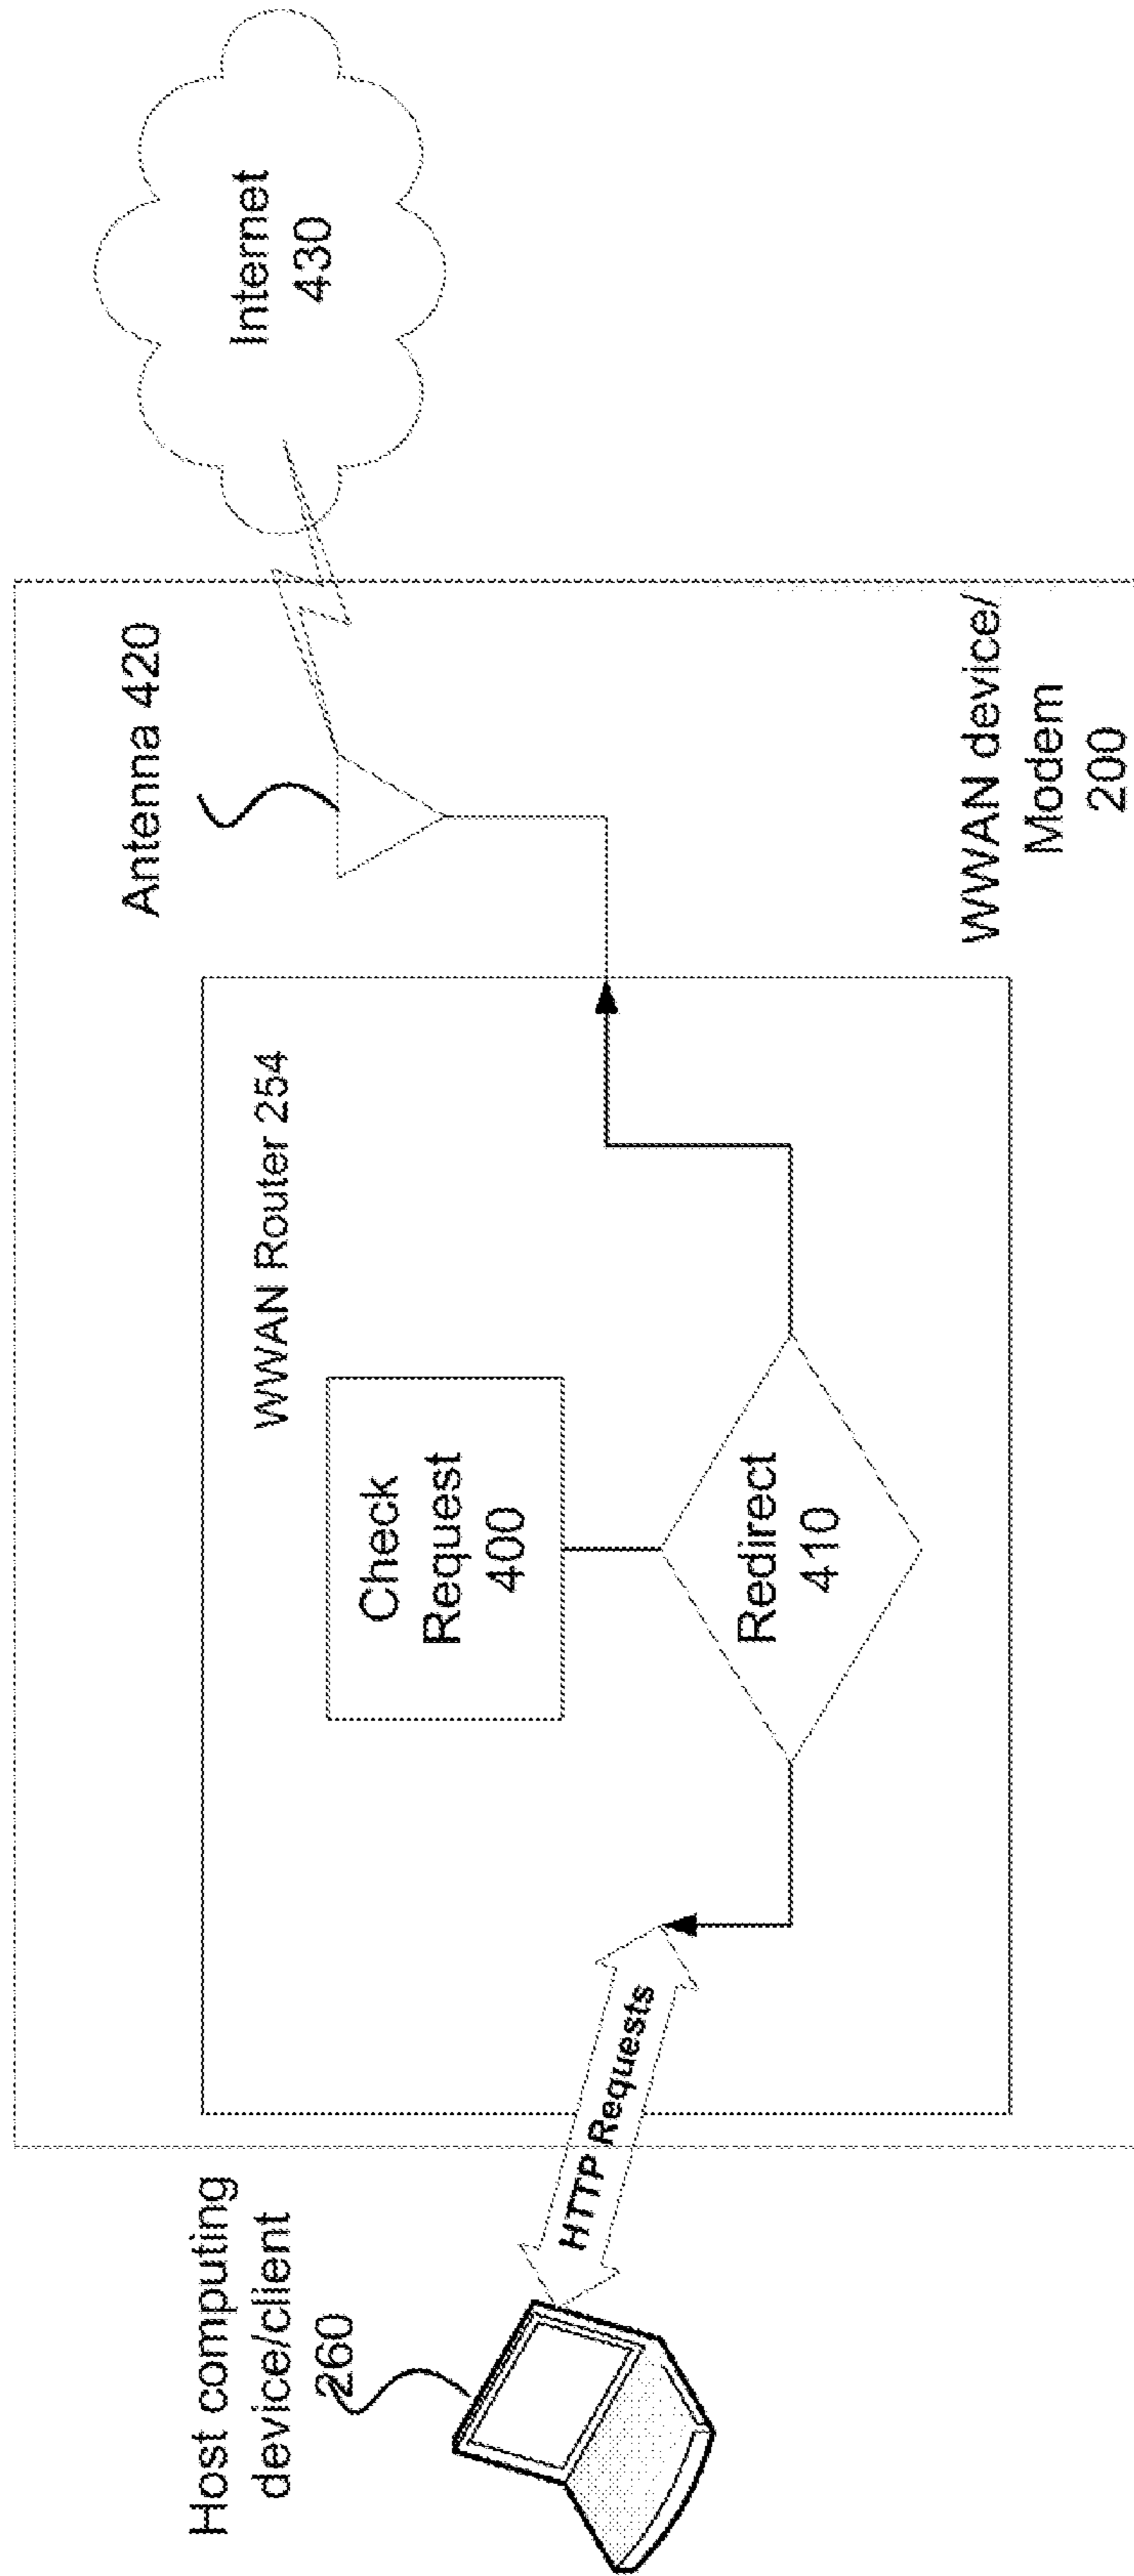 Host computing
device/client
260
HTTP Requests
WWAN Router 254
Check
Request
400
Redirect
410
Antenna 420
WWAN device/
Modem
200
Internet
430